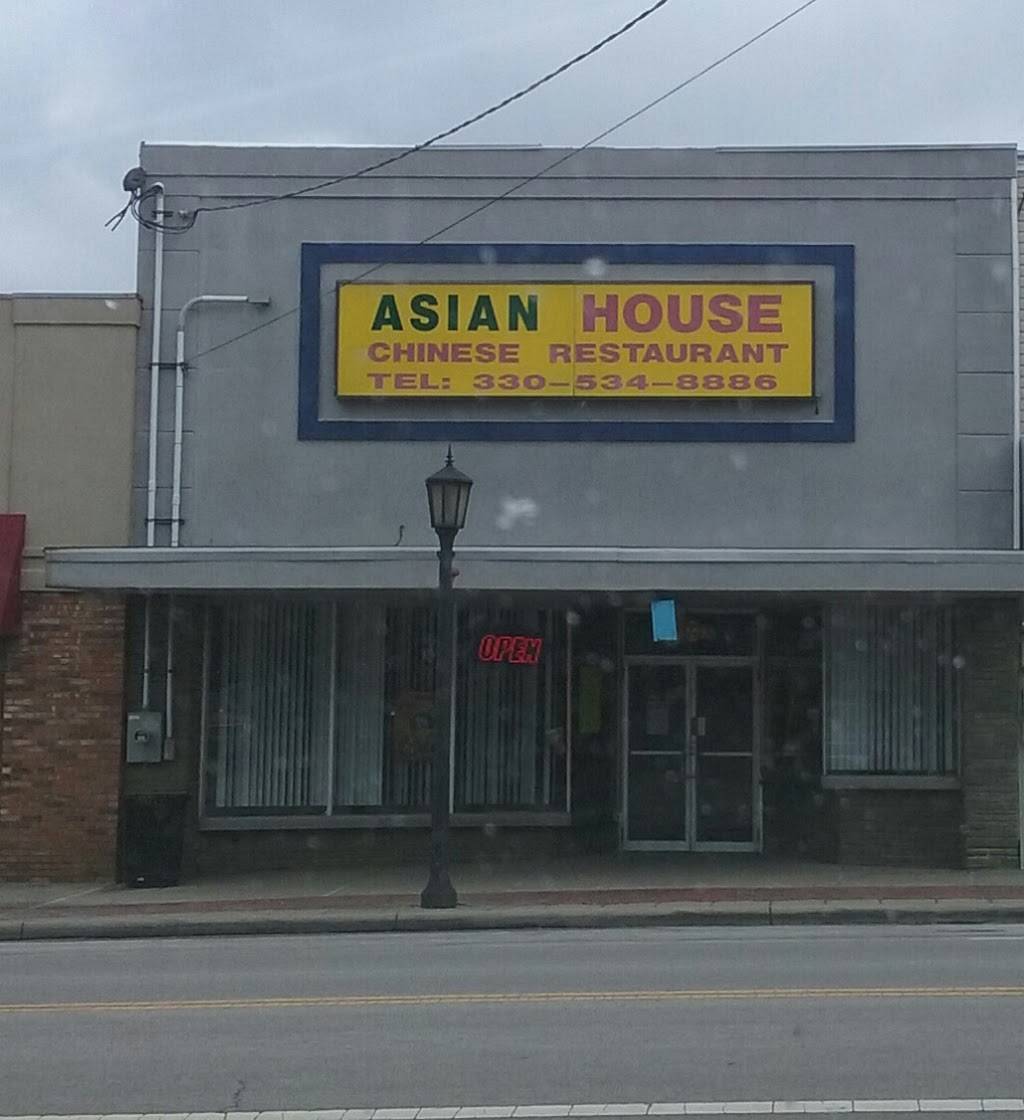 ASIAN HOUSE
CHINESE RESTAURANT
TEL: 330-534-8886
OPEN